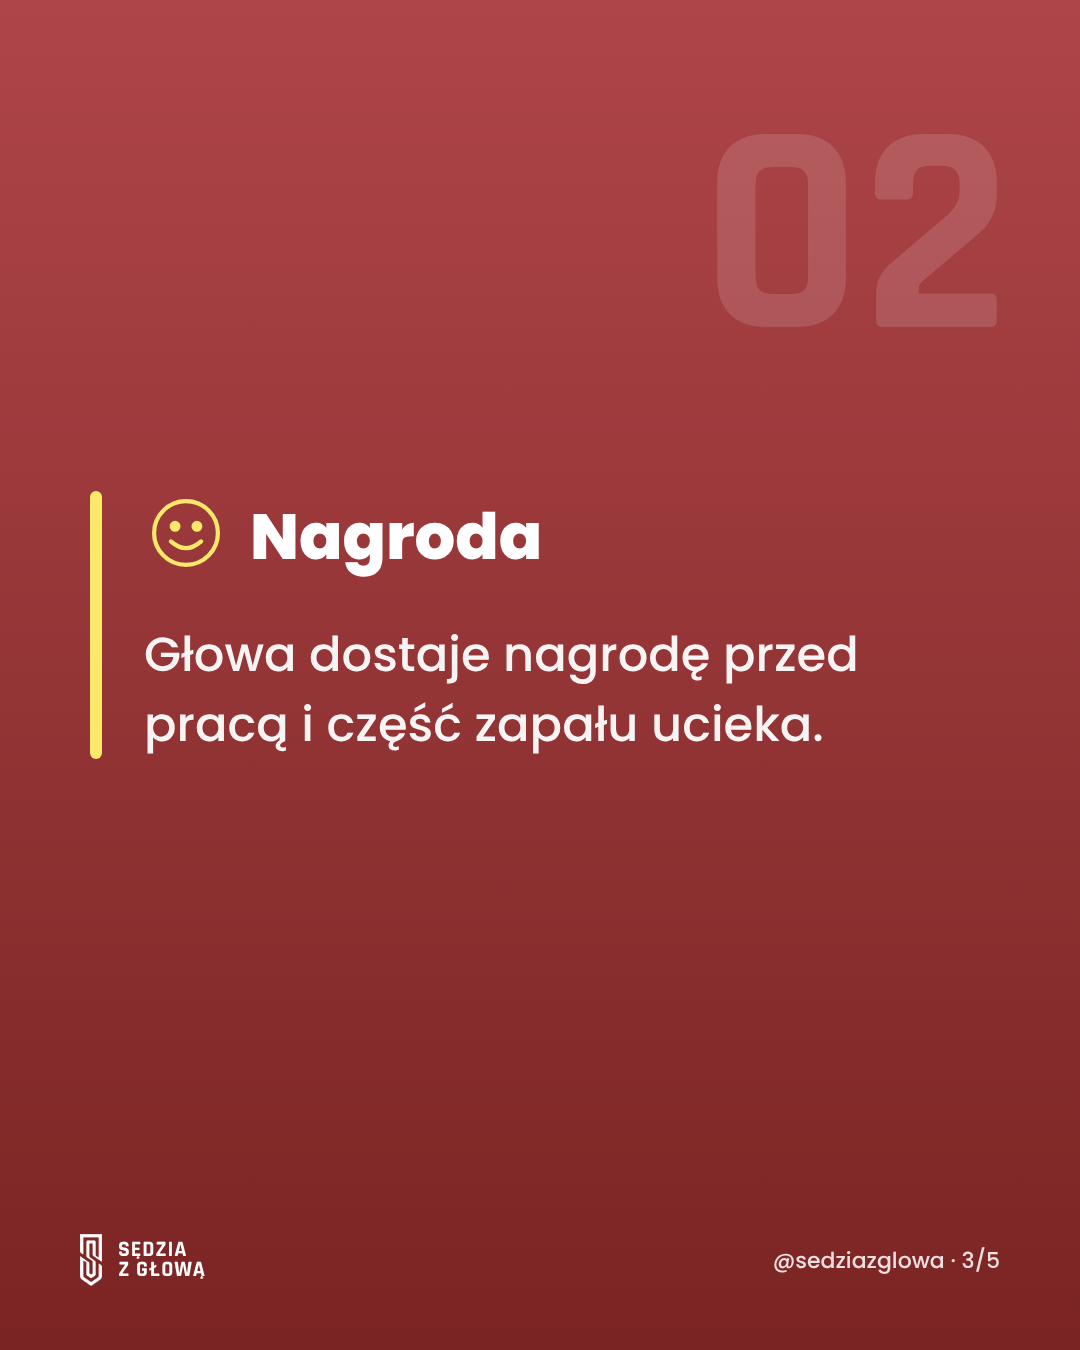 02
Nagroda
Głowa dostaje nagrodę przed
pracą i część zapału ucieka.
SĘDZIA
Z GŁOWĄ
@sedziazglowa · 3/5